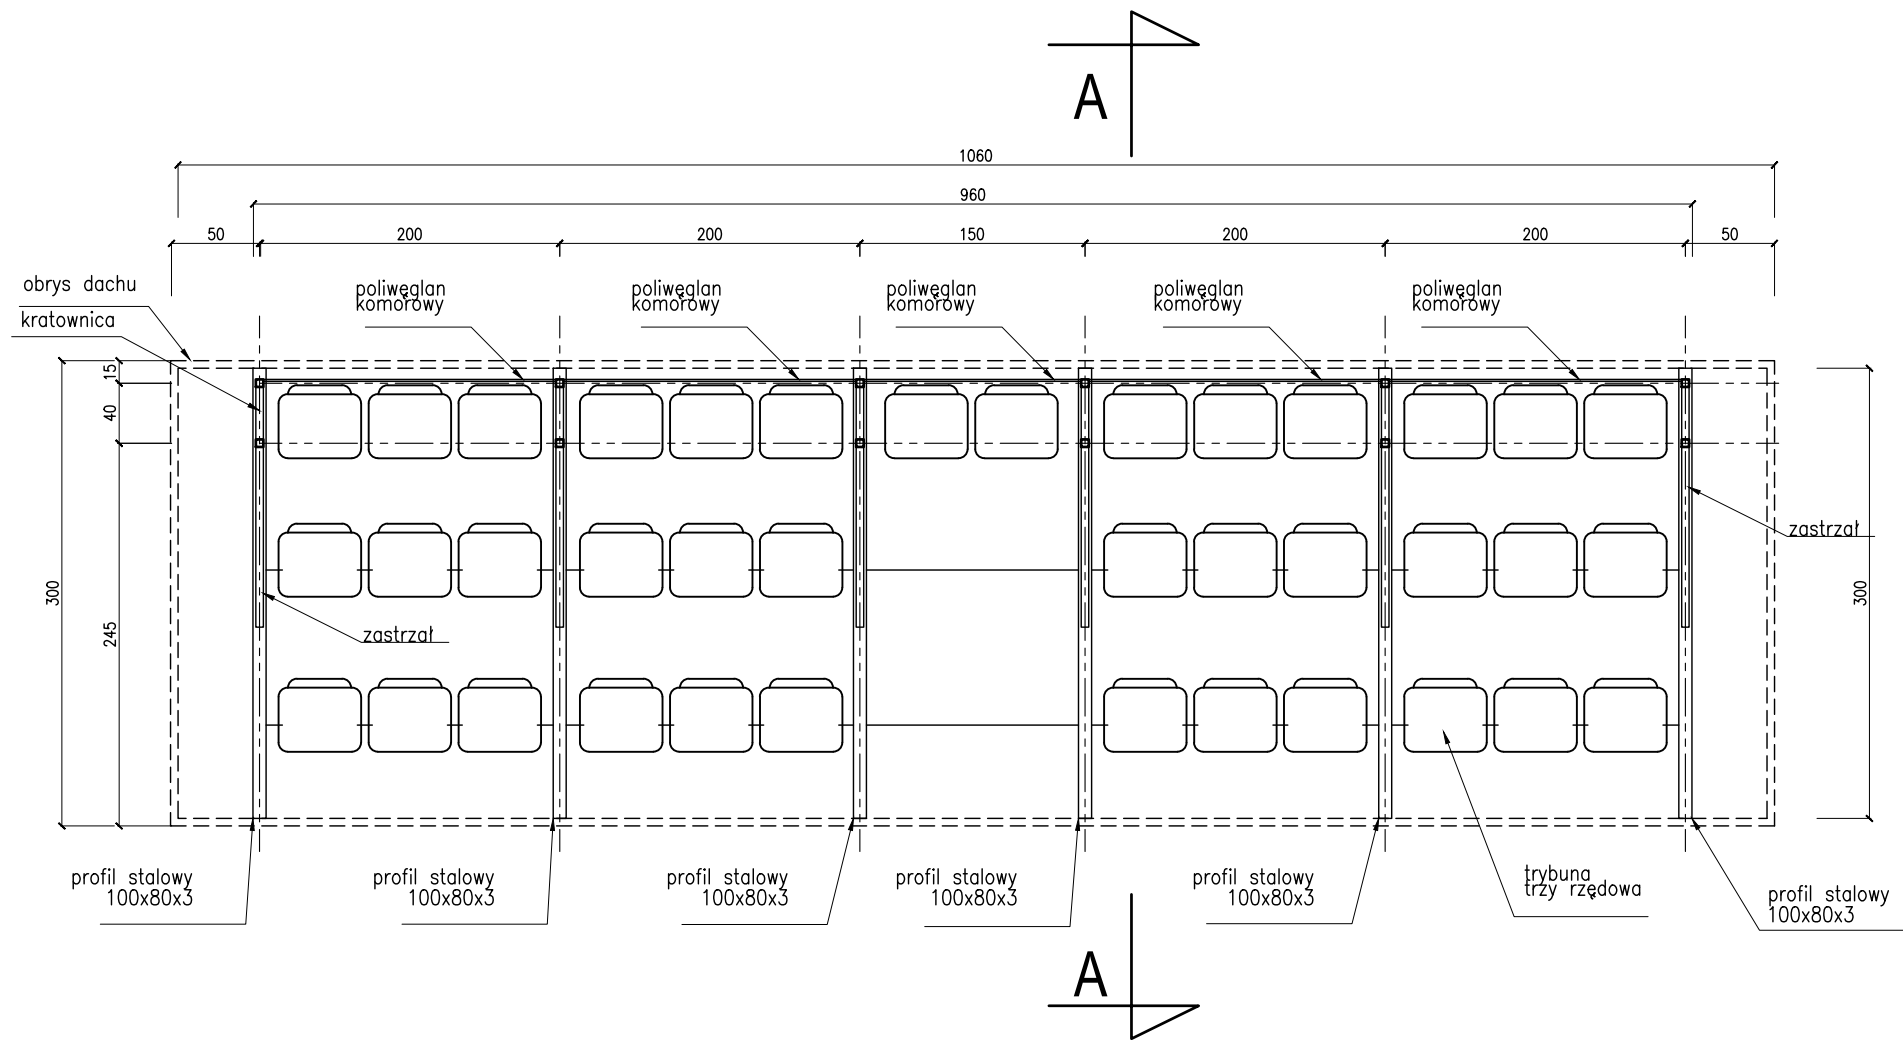 A
1060
960
50
200
200
150
200
200
50
obrys dachu
kratownica
poliwęglan
komorowy
poliwęglan
komorowy
poliwęglan
komorowy
poliwęglan
komorowy
poliwęglan
komorowy
15
40
300
245
zastrzał
zastrzał
300
profil stalowy
100x80x3
profil stalowy
100x80x3
profil stalowy
100x80x3
profil stalowy
100x80x3
profil stalowy
100x80x3
trybuna
trzy rzędowa
profil stalowy
100x80x3
A